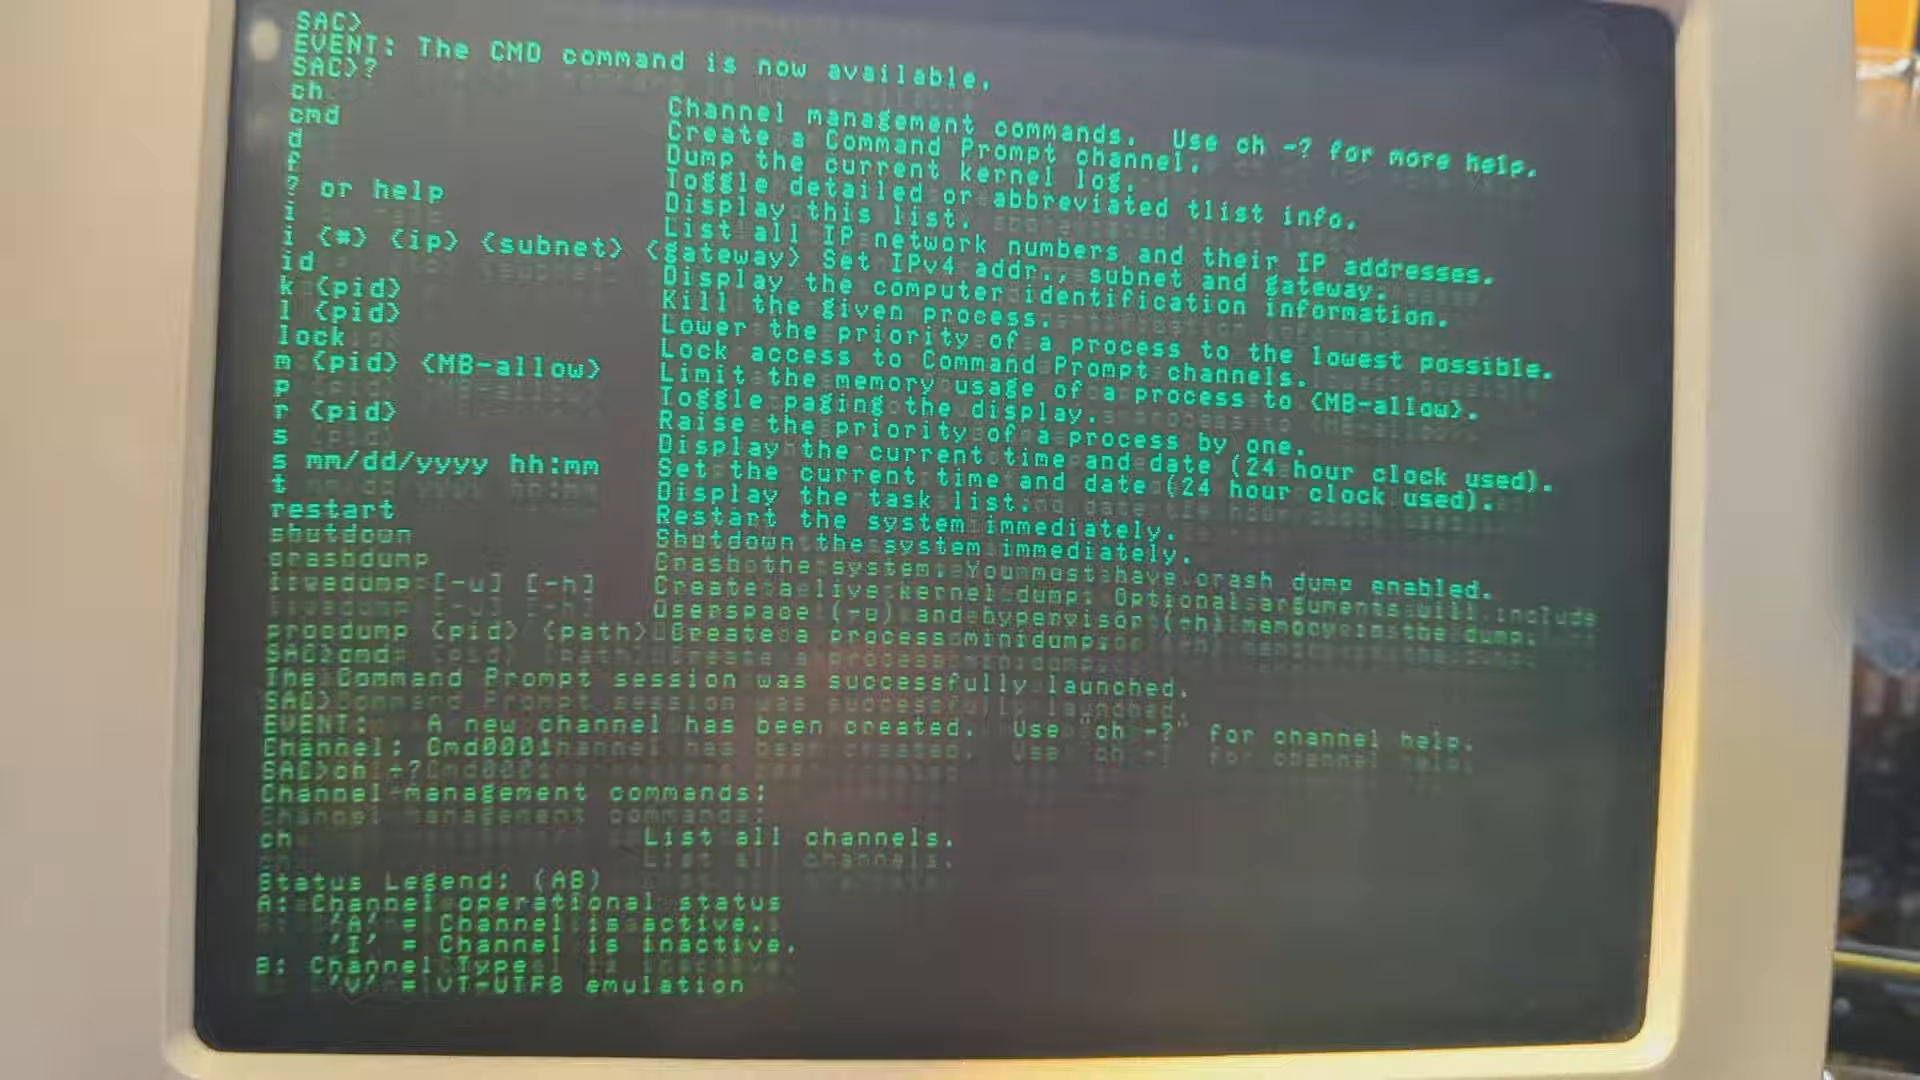 SAC>
EVENT: The CMD command is now available.
SAC>?
ch Channel management commands. Use ch -? for more help.
cmd Create a Command Prompt channel.
d Dump the current kernel log.
f Toggle detailed or abbreviated tlist info.
? or help Display this list.
i List all IP network numbers and their IP addresses.
i <#> <ip> <subnet> <gateway> Set IPv4 addr., subnet and gateway.
id Display the computer identification information.
k <pid> Kill the given process.
l <pid> Lower the priority of a process to the lowest possible.
lock Lock access to Command Prompt channels.
m <pid> <MB-allow> Limit the memory usage of a process to <MB-allow>.
p Toggle paging the display.
r <pid> Raise the priority of a process by one.
s Display the current time and date (24 hour clock used).
s mm/dd/yyyy hh:mm Set the current time and date (24 hour clock used).
t Display the task list.
restart Restart the system immediately.
shutdown Shutdown the system immediately.
crashdump Crash the system. You must have crash dump enabled.
livedump [-u] [-h] Create a live kernel dump. Optional arguments will include
Userspace (-u) and hypervisor (-h) memory in the dump.
procdump <pid> <path> Create a process minidump.
SAC>cmd
The Command Prompt session was successfully launched.
SAC>
EVENT: A new channel has been created. Use "ch -?" for channel help.
Channel: Cmd0001
SAC>ch -?
Channel management commands:
ch List all channels.
Status Legend: (AB)
A: Channel operational status
'A' = Channel is active.
'I' = Channel is inactive.
B: Channel Type
'V' = VT-UTF8 emulation